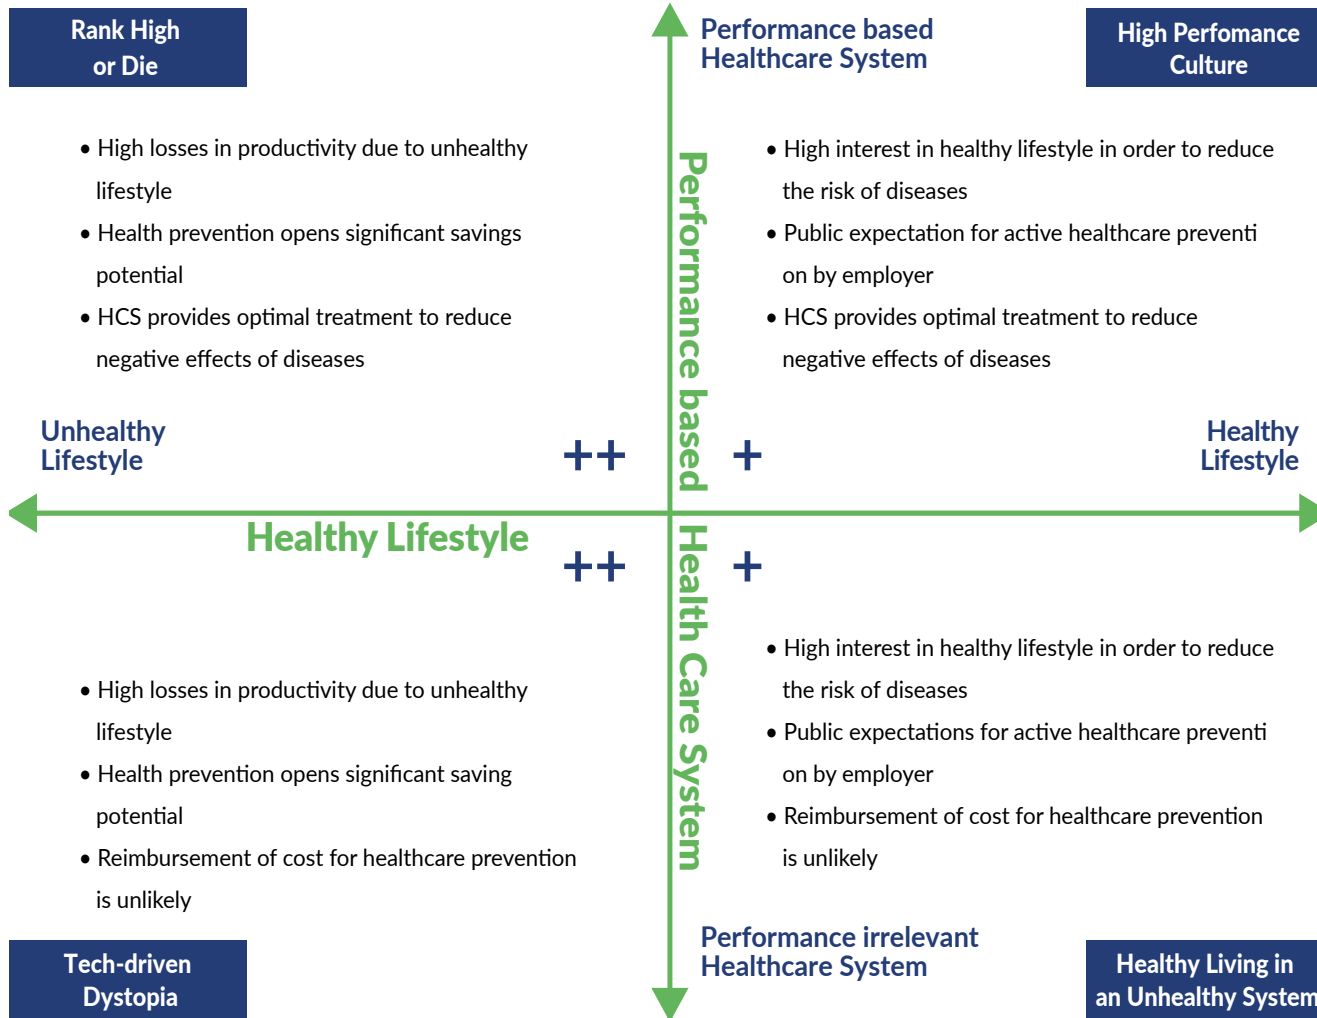 Rank High
or Die
Performance based
Healthcare System
High Perfomance
Culture
• High losses in productivity due to unhealthy
lifestyle
• Health prevention opens significant savings
potential
• HCS provides optimal treatment to reduce
negative effects of diseases
• High interest in healthy lifestyle in order to reduce
the risk of diseases
• Public expectation for active healthcare preventi
on by employer
• HCS provides optimal treatment to reduce
negative effects of diseases
Performance based Health Care System
Unhealthy
Lifestyle
++
+
Healthy
Lifestyle
Healthy Lifestyle
++
+
• High losses in productivity due to unhealthy
lifestyle
• Health prevention opens significant saving
potential
• Reimbursement of cost for healthcare prevention
is unlikely
• High interest in healthy lifestyle in order to reduce
the risk of diseases
• Public expectations for active healthcare preventi
on by employer
• Reimbursement of cost for healthcare prevention
is unlikely
Tech-driven
Dystopia
Performance irrelevant
Healthcare System
Healthy Living in
an Unhealthy System